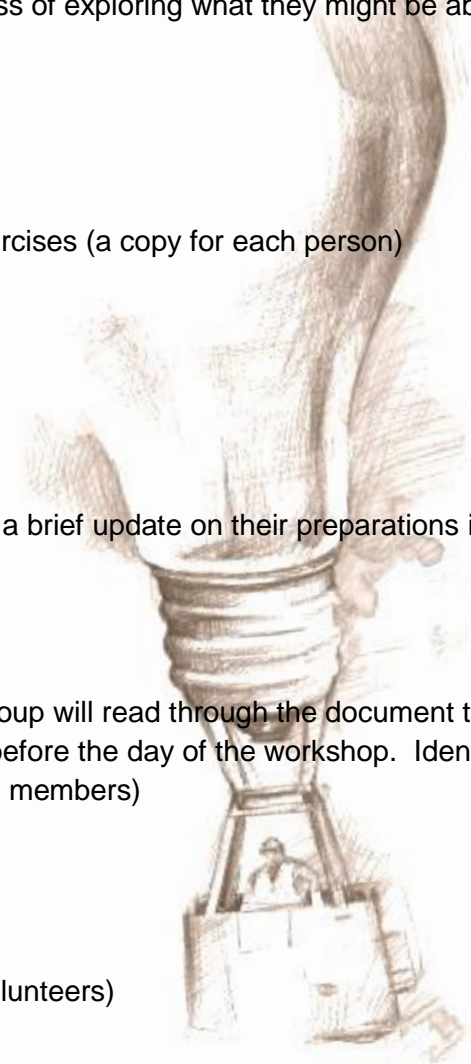 ss of exploring what they might be ab
rcises (a copy for each person)
a brief update on their preparations i
oup will read through the document t
before the day of the workshop.  Iden
members)
lunteers)